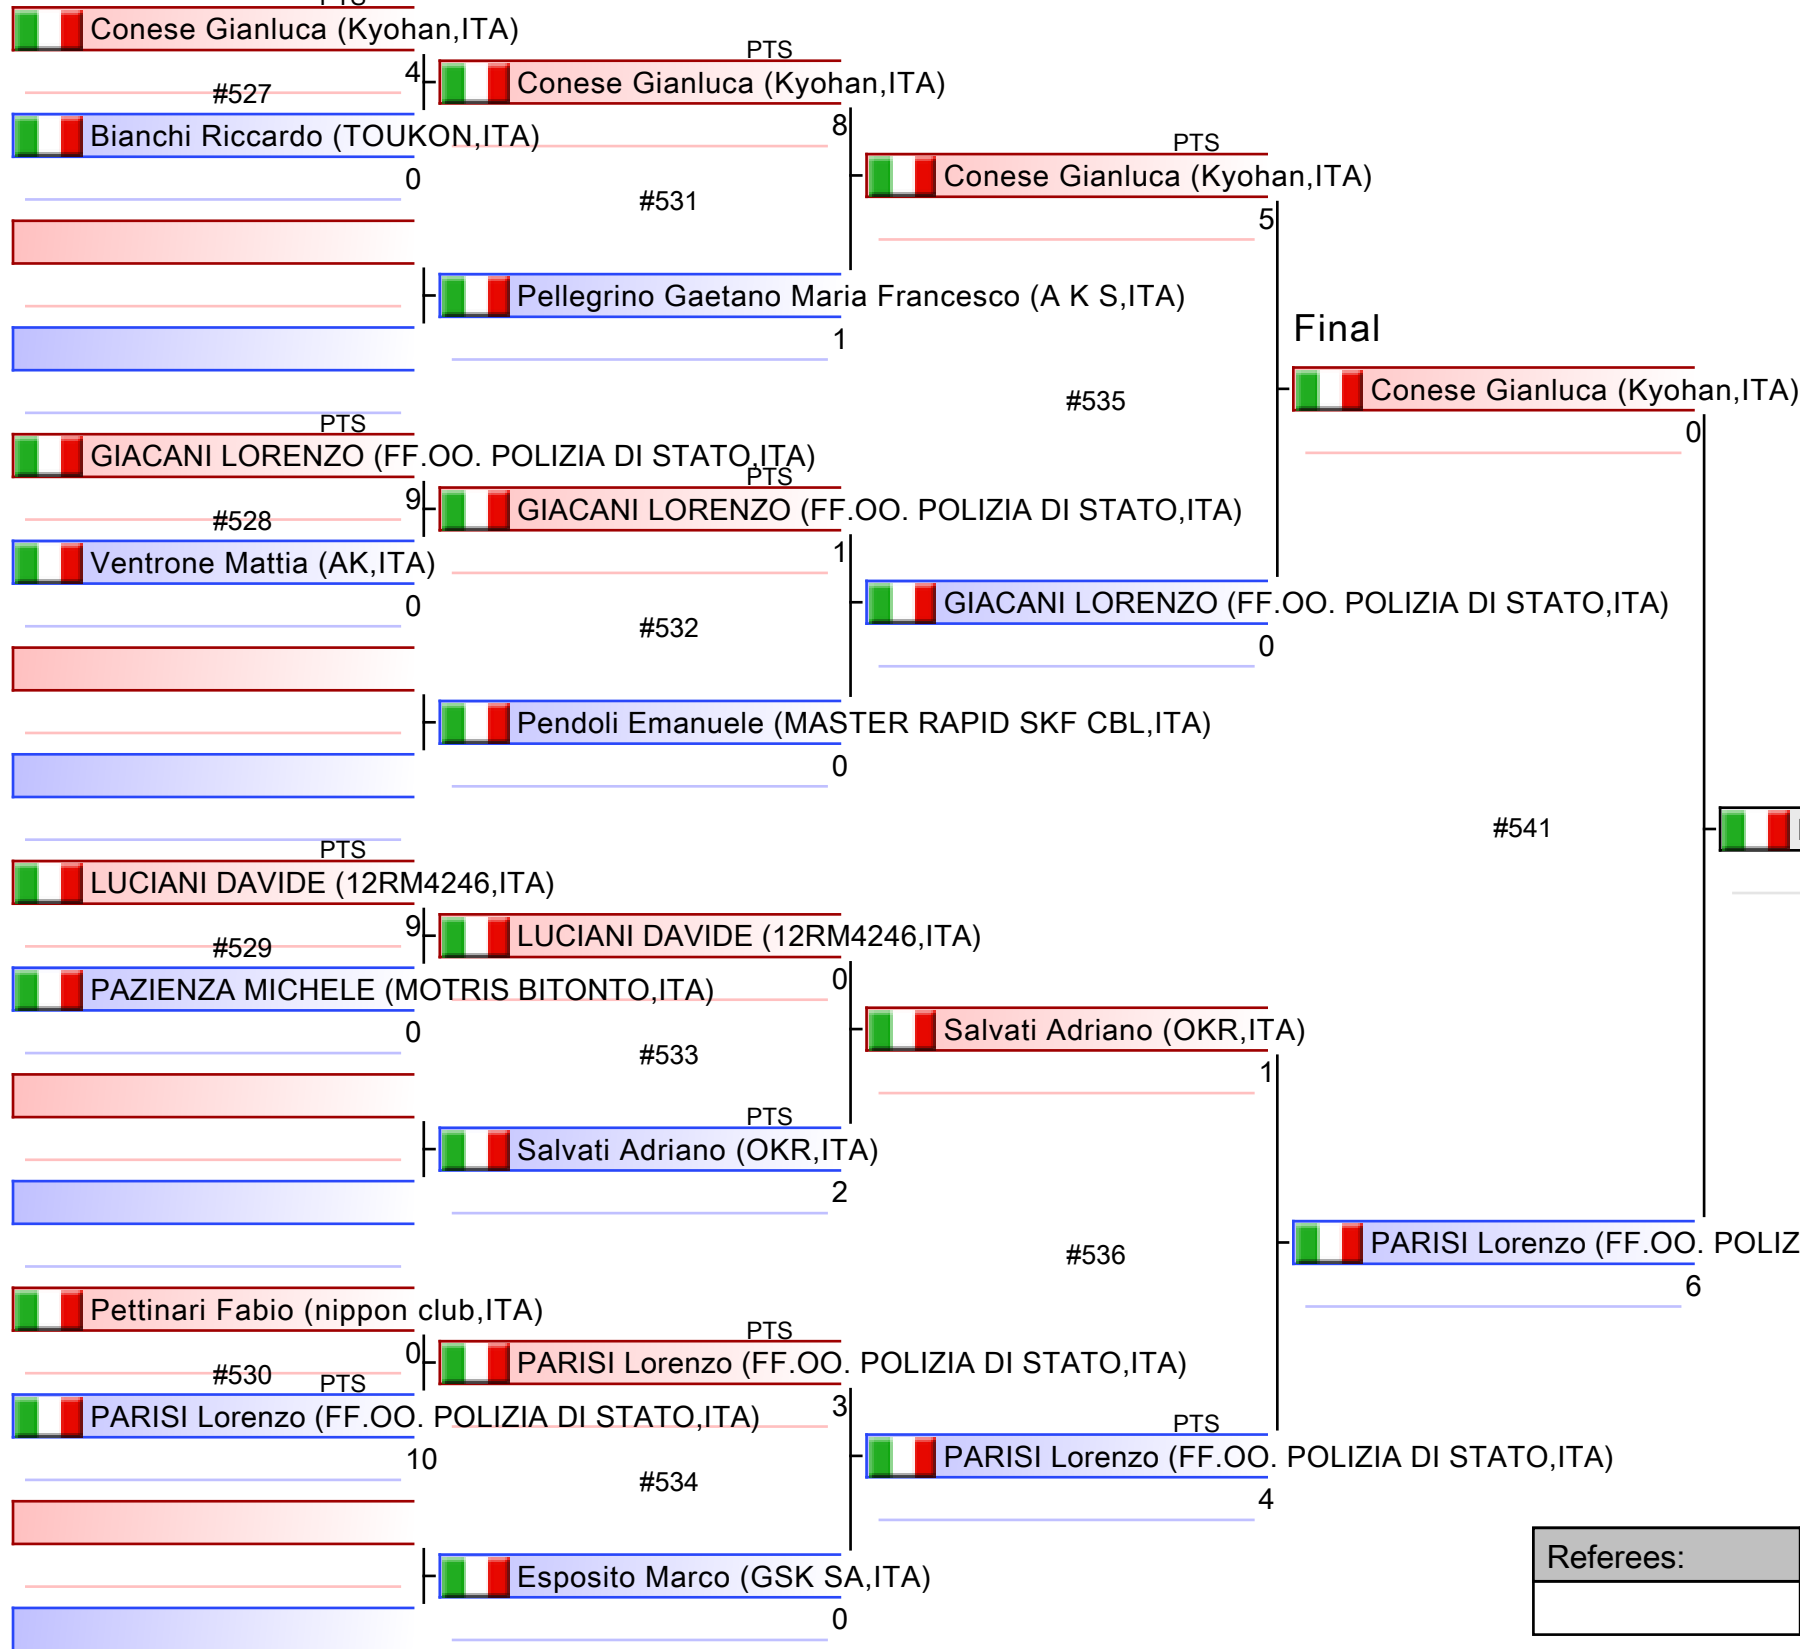 PTS
Conese Gianluca (Kyohan,ITA)
4
#527
Bianchi Riccardo (TOUKON,ITA)
0
PTS
GIACANI LORENZO (FF.OO. POLIZIA DI STATO,ITA)
9
#528
Ventrone Mattia (AK,ITA)
0
PTS
LUCIANI DAVIDE (12RM4246,ITA)
9
#529
PAZIENZA MICHELE (MOTRIS BITONTO,ITA)
0
Pettinari Fabio (nippon club,ITA)
0
#530
PTS
PARISI Lorenzo (FF.OO. POLIZIA DI STATO,ITA)
10
PTS
Conese Gianluca (Kyohan,ITA)
8
#531
Pellegrino Gaetano Maria Francesco (A K S,ITA)
1
PTS
GIACANI LORENZO (FF.OO. POLIZIA DI STATO,ITA)
1
#532
Pendoli Emanuele (MASTER RAPID SKF CBL,ITA)
0
LUCIANI DAVIDE (12RM4246,ITA)
0
#533
PTS
Salvati Adriano (OKR,ITA)
2
PTS
PARISI Lorenzo (FF.OO. POLIZIA DI STATO,ITA)
3
#534
Esposito Marco (GSK SA,ITA)
0
PTS
Conese Gianluca (Kyohan,ITA)
5
#535
GIACANI LORENZO (FF.OO. POLIZIA DI STATO,ITA)
0
Salvati Adriano (OKR,ITA)
1
#536
PTS
PARISI Lorenzo (FF.OO. POLIZIA DI STATO,ITA)
4
Final
Conese Gianluca (Kyohan,ITA)
0
#541
PARISI Lorenzo (FF.OO. POLIZ
6
Referees: